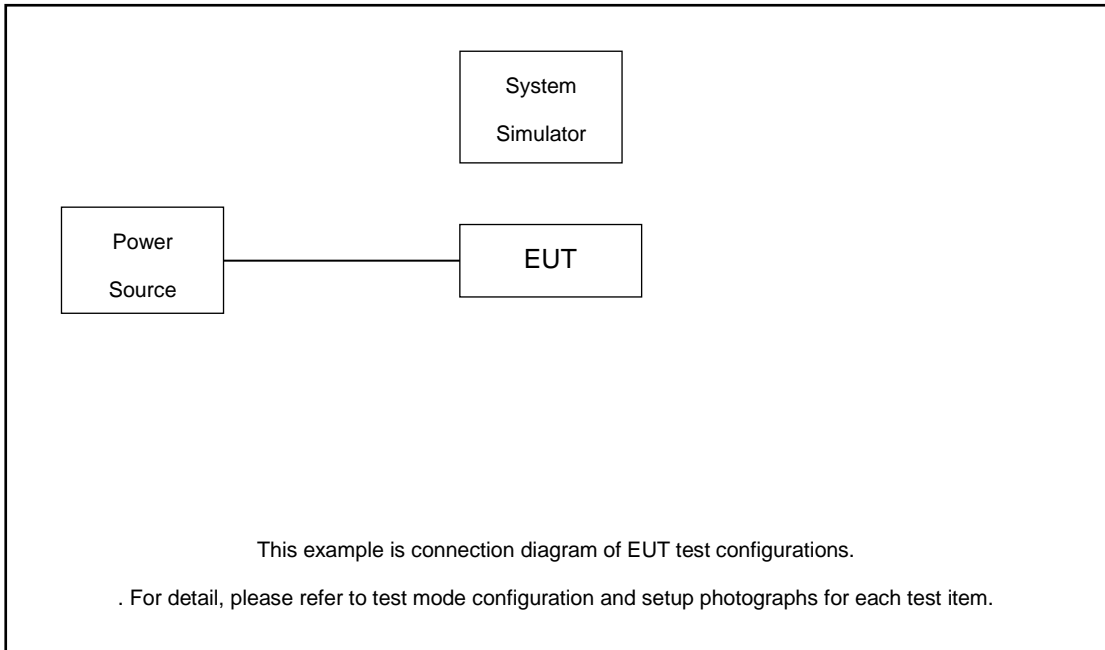 System
Simulator
Power
Source
EUT
This example is connection diagram of EUT test configurations.
. For detail, please refer to test mode configuration and setup photographs for each test item.